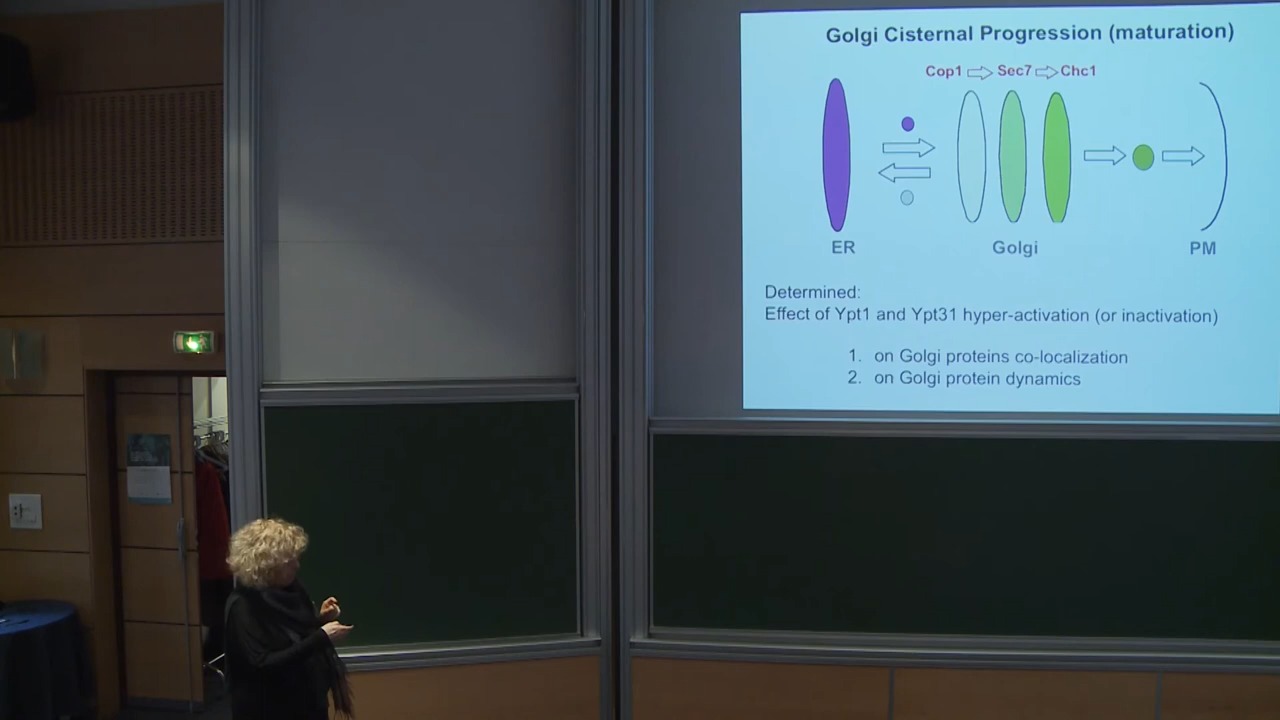 Golgi Cisternal Progression (maturation)
Cop1 Sec7 Chc1
ER Golgi PM
Determined:
Effect of Ypt1 and Ypt31 hyper-activation (or inactivation)
1. on Golgi proteins co-localization
2. on Golgi protein dynamics